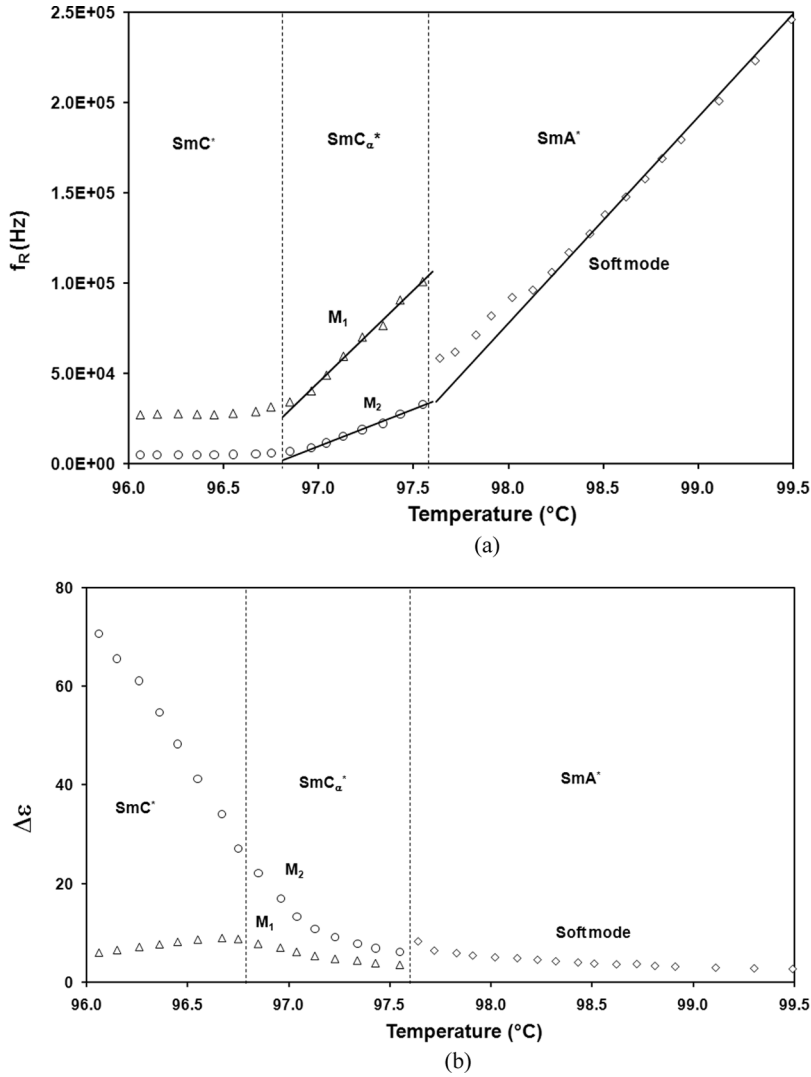 2.5E+05
2.0E+05
1.5E+05
1.0E+05
5.0E+04
0.0E+00
f_R (Hz)
SmC*
SmC_α*
SmA*
Soft mode
M₁
M₂
96.0 96.5 97.0 97.5 98.0 98.5 99.0 99.5
Temperature (°C)
(a)
80
60
40
20
0
Δε
SmC*
SmC_α*
SmA*
M₂
M₁
Soft mode
96.0 96.5 97.0 97.5 98.0 98.5 99.0 99.5
Temperature (°C)
(b)